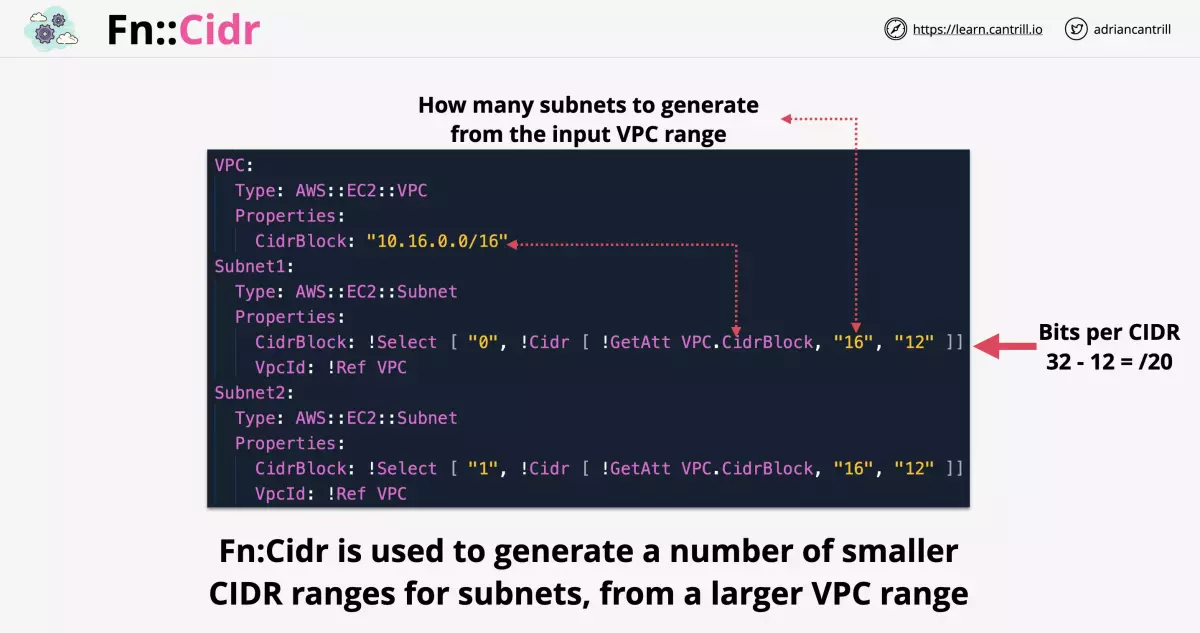 Fn::Cidr
https://learn.cantrill.io
adriancantrill
How many subnets to generate
from the input VPC range
VPC:
Type: AWS::EC2::VPC
Properties:
CidrBlock: "10.16.0.0/16"
Subnet1:
Type: AWS::EC2::Subnet
Properties:
CidrBlock: !Select [ "0", !Cidr [ !GetAtt VPC.CidrBlock, "16", "12" ]]
VpcId: !Ref VPC
Subnet2:
Type: AWS::EC2::Subnet
Properties:
CidrBlock: !Select [ "1", !Cidr [ !GetAtt VPC.CidrBlock, "16", "12" ]]
VpcId: !Ref VPC
Bits per CIDR
32 - 12 = /20
Fn:Cidr is used to generate a number of smaller
CIDR ranges for subnets, from a larger VPC range